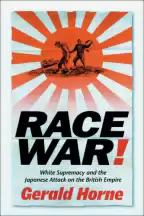 RACE
WAR!
White Supremacy and the
Japanese Attack on the British Empire
Gerald Horne